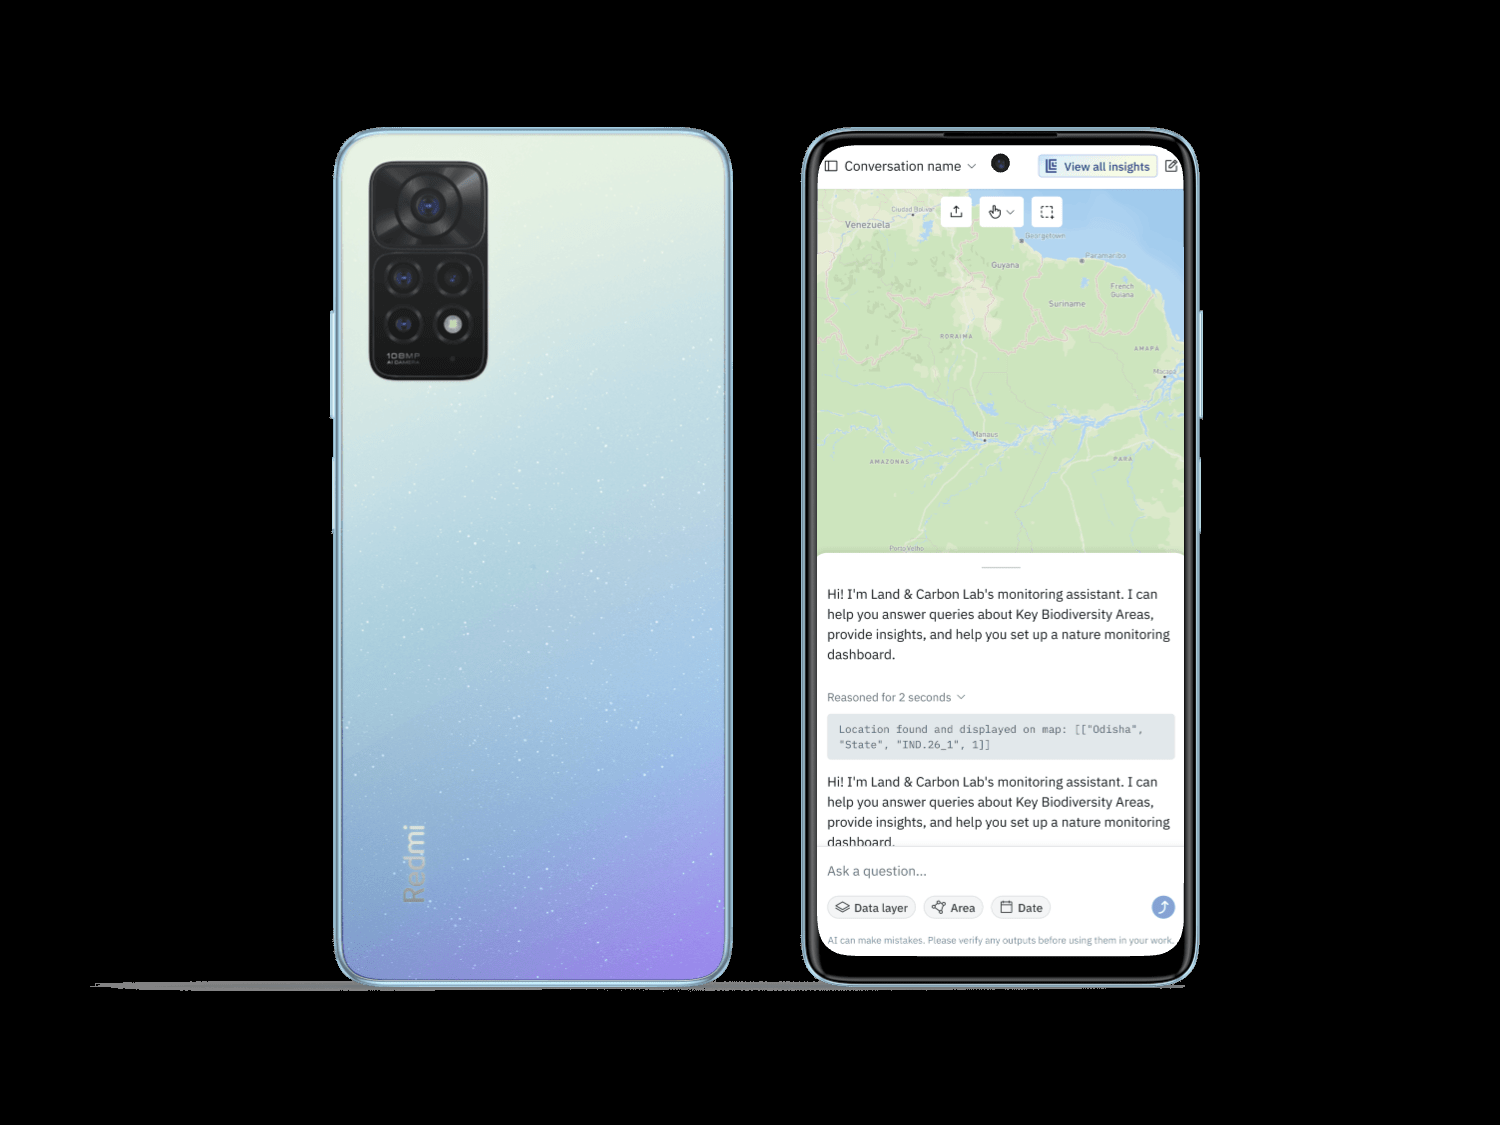 108MP
AI CAMERA
Redmi
Conversation name
View all insights
Ciudad Bolivar
Venezuela
Georgetown
Paramaribo
Guyana
French
Guiana
Suriname
RORAIMA
AMAPÁ
Macapá
Manaus
AMAZONAS
PARÁ
Porto Velho
Hi! I'm Land & Carbon Lab's monitoring assistant. I can
help you answer queries about Key Biodiversity Areas,
provide insights, and help you set up a nature monitoring
dashboard.
Reasoned for 2 seconds
Location found and displayed on map: [["Odisha",
"State", "IND.26_1", 1]]
Hi! I'm Land & Carbon Lab's monitoring assistant. I can
help you answer queries about Key Biodiversity Areas,
provide insights, and help you set up a nature monitoring
dashboard.
Ask a question...
Data layer
Area
Date
AI can make mistakes. Please verify any outputs before using them in your work.